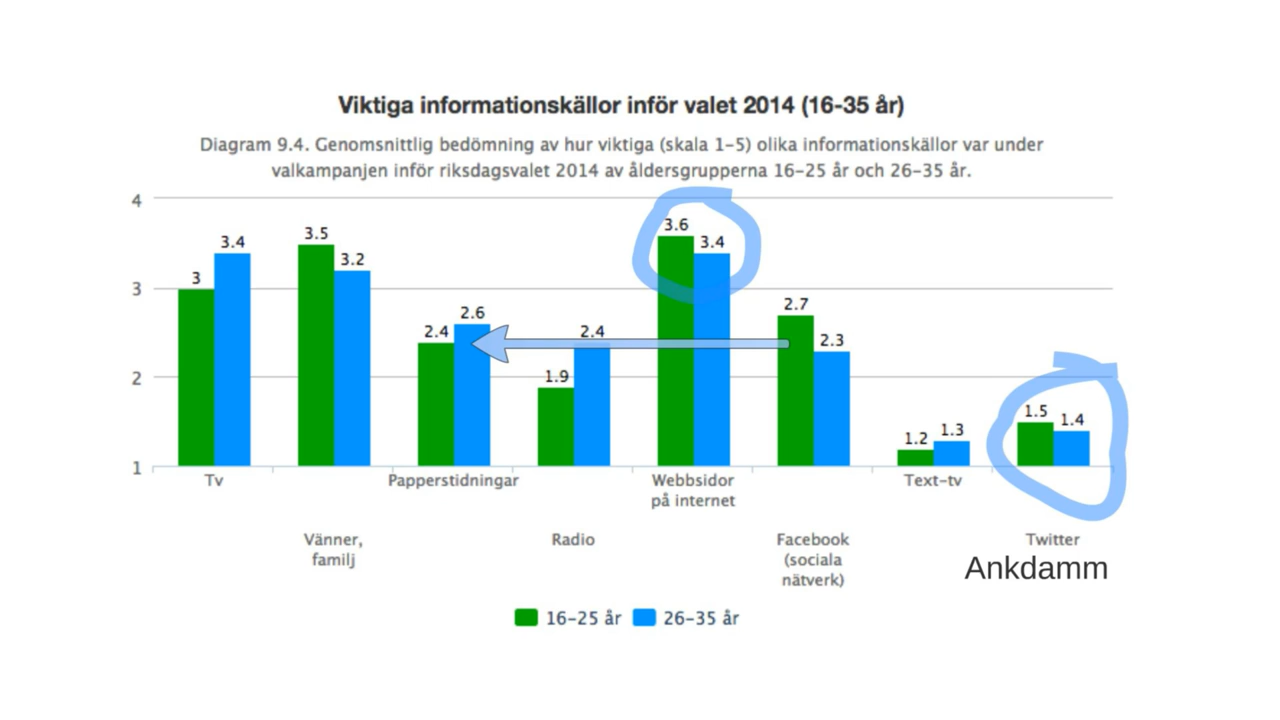 Viktiga informationskällor inför valet 2014 (16-35 år)
Diagram 9.4. Genomsnittlig bedömning av hur viktiga (skala 1–5) olika informationskällor var under
valkampanjen inför riksdagsvalet 2014 av åldersgrupperna 16–25 år och 26–35 år.
4
3
2
1
3
3.4
3.5
3.2
2.4
2.6
1.9
2.4
3.6
3.4
2.7
2.3
1.2
1.3
1.5
1.4
Tv
Vänner,
familj
Papperstidningar
Radio
Webbsidor
på internet
Facebook
(sociala
nätverk)
Text-tv
Twitter
Ankdamm
16–25 år
26–35 år